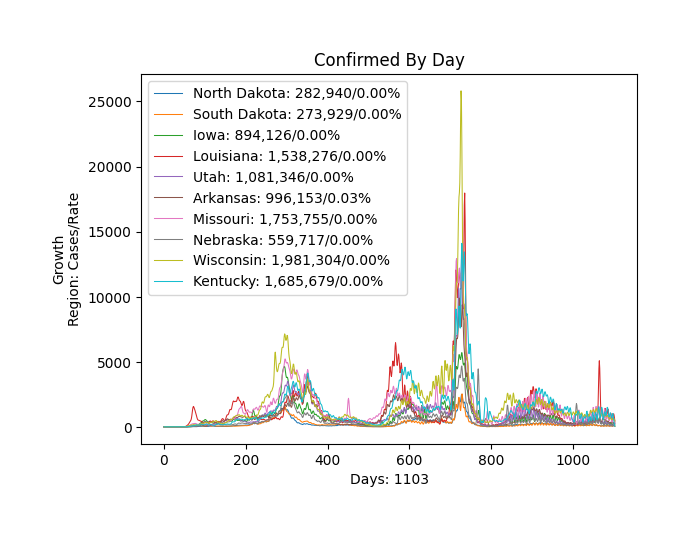 Confirmed By Day
Growth
Region: Cases/Rate
25000
20000
15000
10000
5000
0
North Dakota: 282,940/0.00%
South Dakota: 273,929/0.00%
Iowa: 894,126/0.00%
Louisiana: 1,538,276/0.00%
Utah: 1,081,346/0.00%
Arkansas: 996,153/0.03%
Missouri: 1,753,755/0.00%
Nebraska: 559,717/0.00%
Wisconsin: 1,981,304/0.00%
Kentucky: 1,685,679/0.00%
0 200 400 600 800 1000
Days: 1103